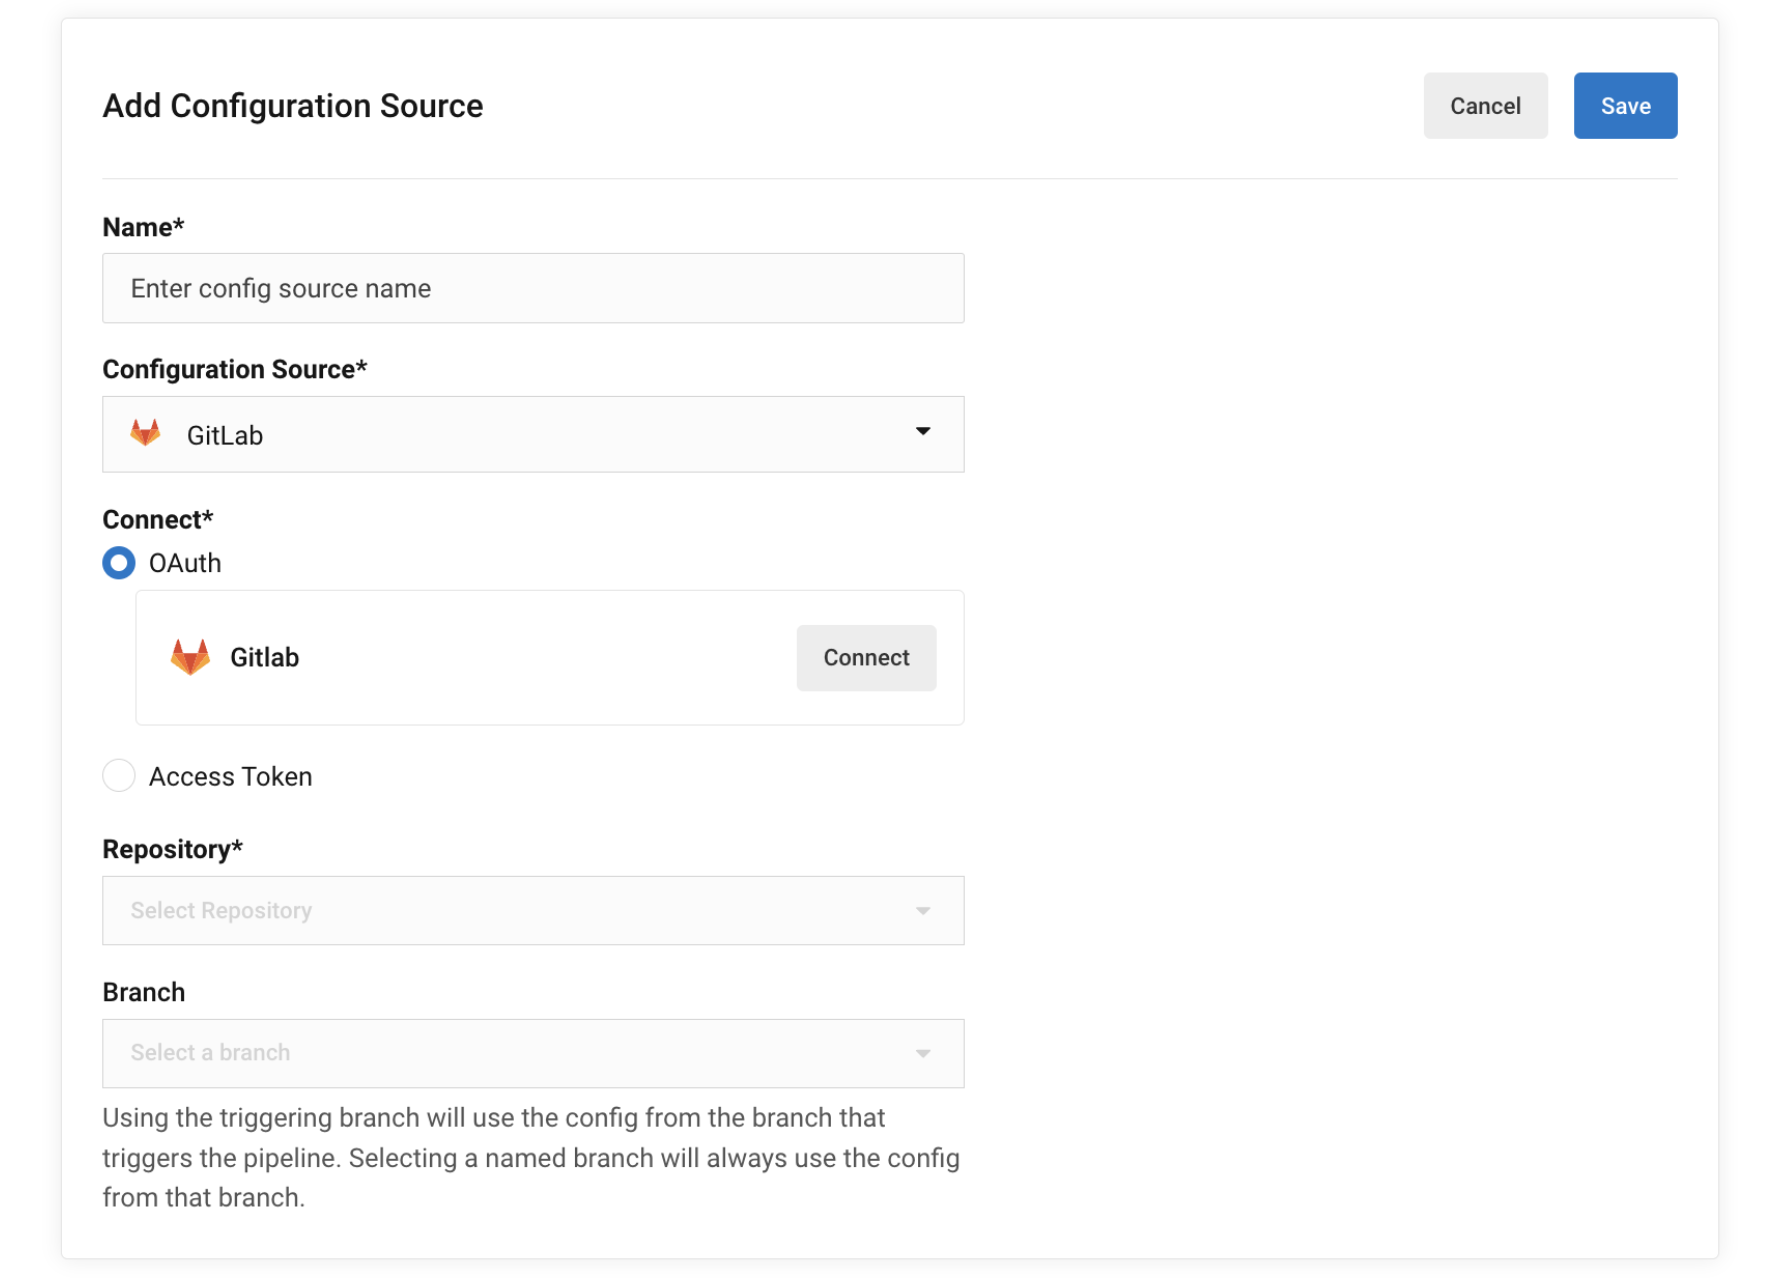 Add Configuration Source
Cancel
Save
Name*
Enter config source name
Configuration Source*
GitLab
Connect*
OAuth
Gitlab
Connect
Access Token
Repository*
Select Repository
Branch
Select a branch
Using the triggering branch will use the config from the branch that
triggers the pipeline. Selecting a named branch will always use the config
from that branch.